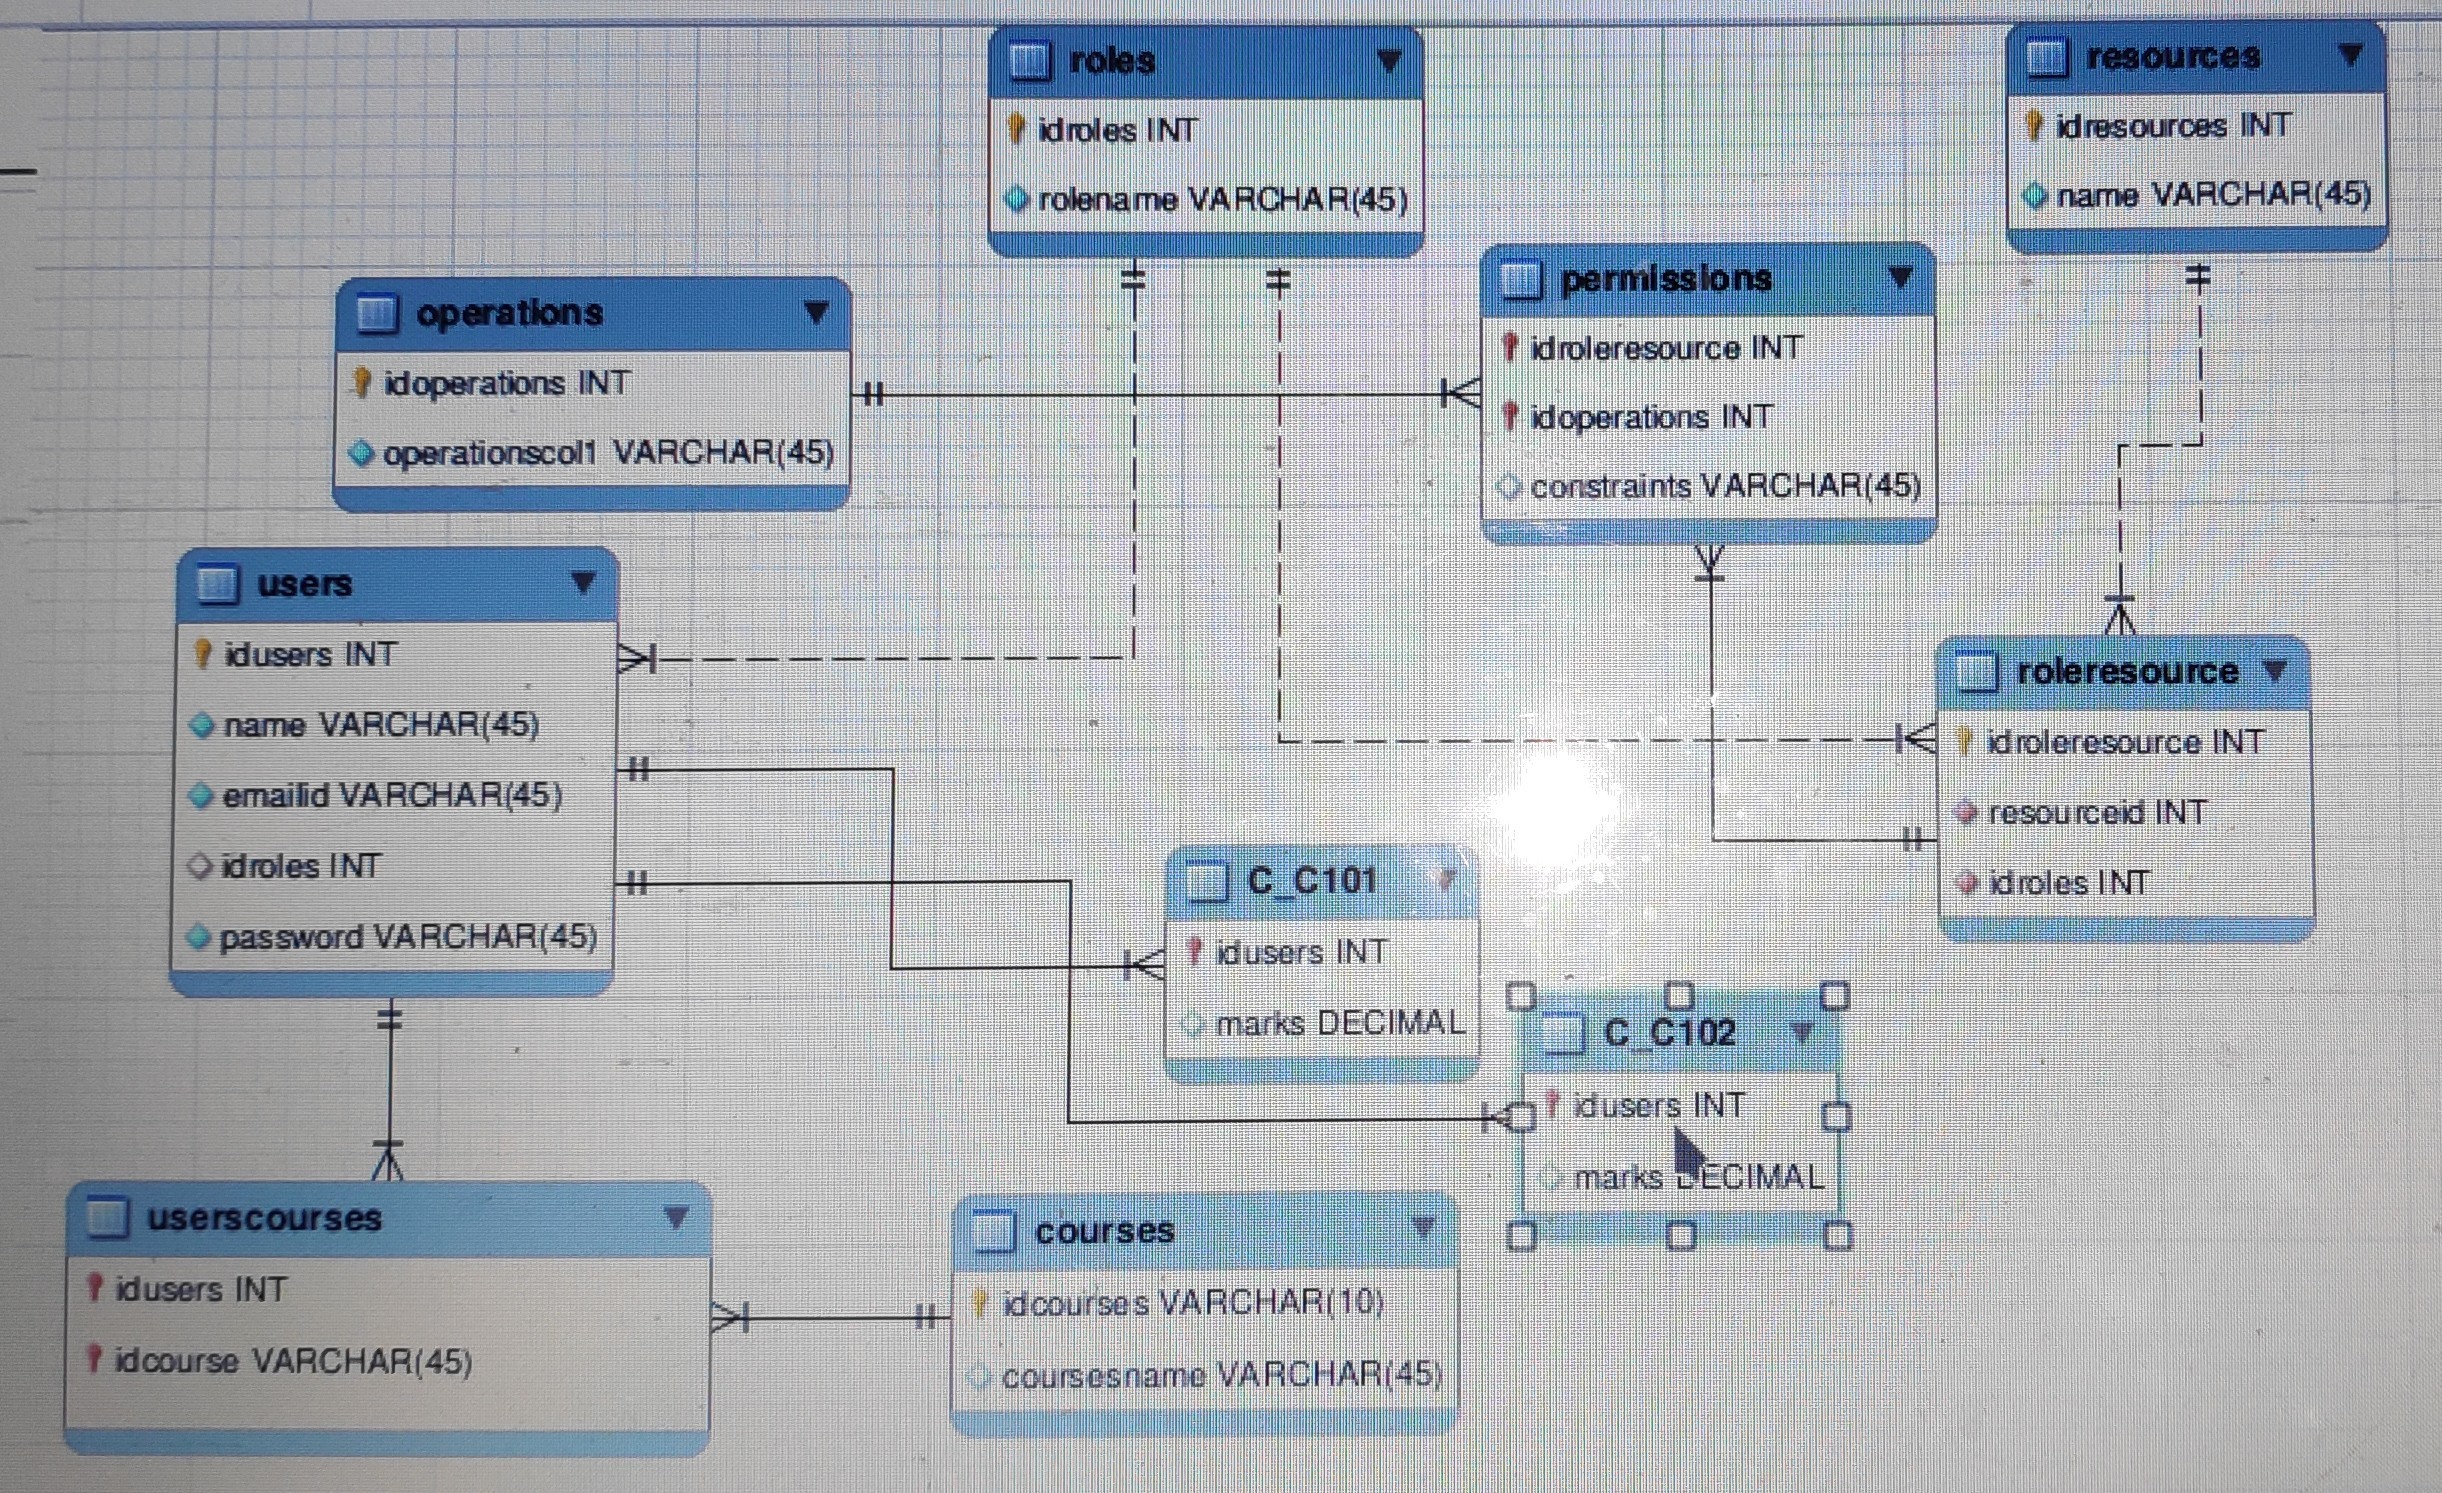 roles
idroles INT
rolename VARCHAR(45)
resources
idresources INT
name VARCHAR(45)
operations
idoperations INT
operationscol1 VARCHAR(45)
permissions
idroleresource INT
idoperations INT
constraints VARCHAR(45)
users
idusers INT
name VARCHAR(45)
emailid VARCHAR(45)
idroles INT
password VARCHAR(45)
roleresource
idroleresource INT
resourceid INT
idroles INT
C_C101
idusers INT
marks DECIMAL
C_C102
idusers INT
marks DECIMAL
userscourses
idusers INT
idcourse VARCHAR(45)
courses
idcourses VARCHAR(10)
coursesname VARCHAR(45)